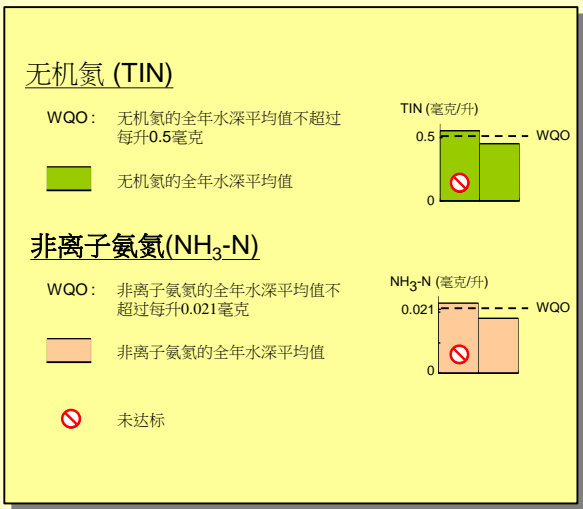 无机氮 (TIN)
WQO : 无机氮的全年水深平均值不超过
每升0.5毫克
无机氮的全年水深平均值
TIN (毫克/升)
0.5
WQO
0
非离子氨氮(NH₃-N)
WQO : 非离子氨氮的全年水深平均值不
超过每升0.021毫克
非离子氨氮的全年水深平均值
NH₃-N (毫克/升)
0.021
WQO
0
未达标